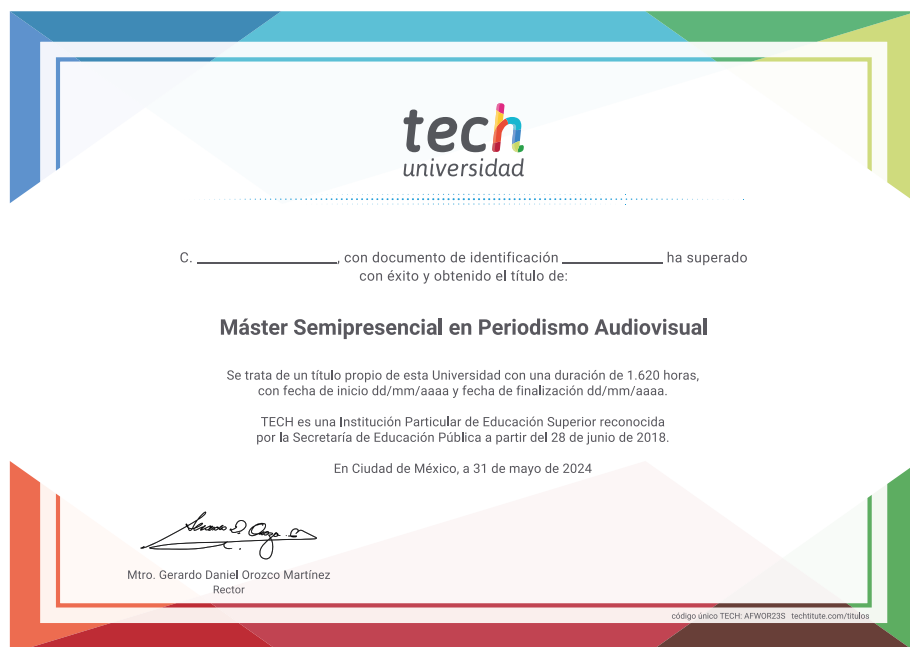 tech
universidad
C. ____________________, con documento de identificación ______________ ha superado
con éxito y obtenido el título de:
Máster Semipresencial en Periodismo Audiovisual
Se trata de un título propio de esta Universidad con una duración de 1.620 horas,
con fecha de inicio dd/mm/aaaa y fecha de finalización dd/mm/aaaa.
TECH es una Institución Particular de Educación Superior reconocida
por la Secretaría de Educación Pública a partir del 28 de junio de 2018.
En Ciudad de México, a 31 de mayo de 2024
Mtro. Gerardo Daniel Orozco Martínez
Rector
código único TECH: AFWOR23S techtitute.com/titulos